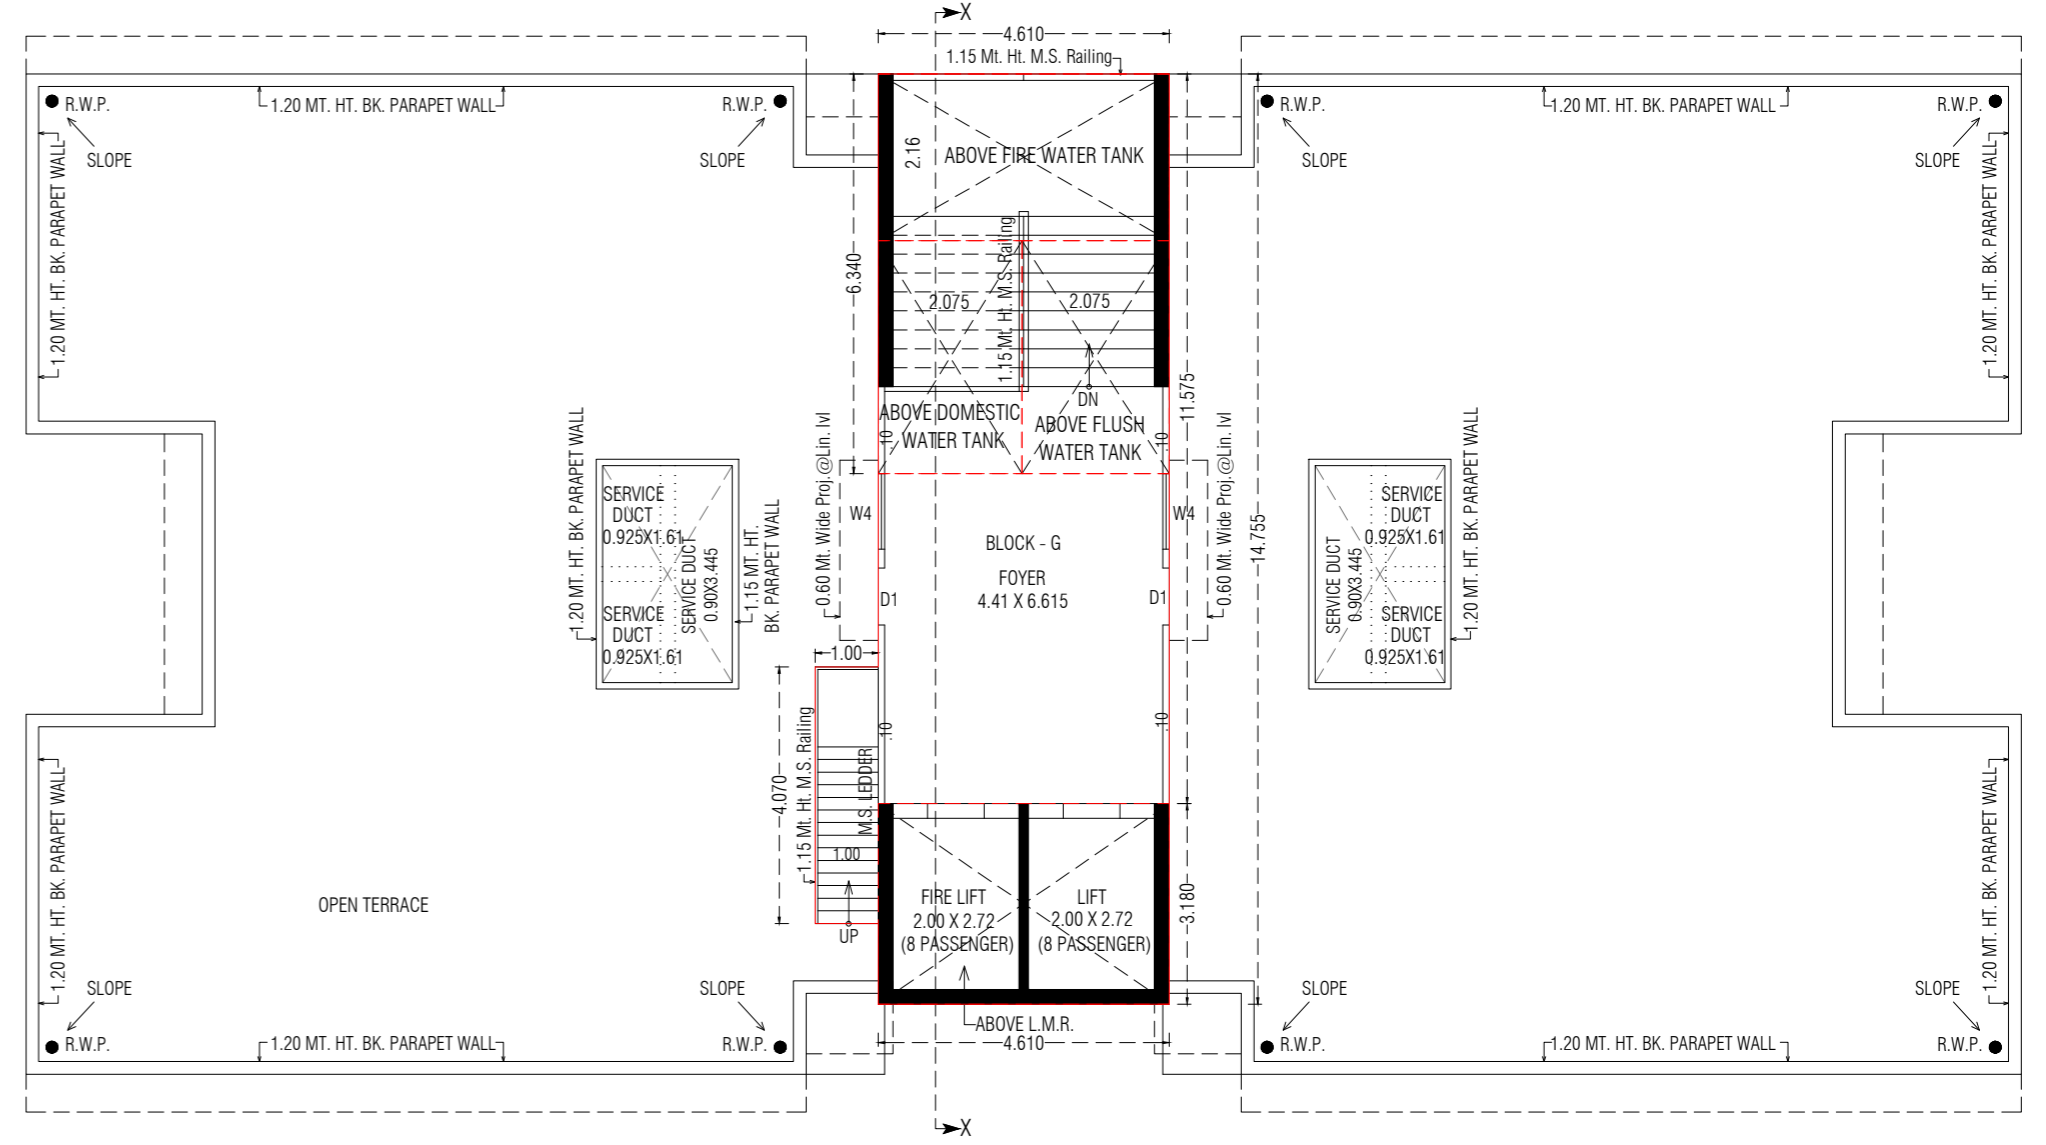 X
4.610
1.15 Mt. Ht. M.S. Railing
R.W.P.
1.20 MT. HT. BK. PARAPET WALL
R.W.P.
R.W.P.
1.20 MT. HT. BK. PARAPET WALL
R.W.P.
SLOPE
SLOPE
SLOPE
SLOPE
1.20 MT. HT. BK. PARAPET WALL
2.16
ABOVE FIRE WATER TANK
1.20 MT. HT. BK. PARAPET WALL
6.340
1.15 Mt. Ht. M.S. Railing
2.075
2.075
11.575
DN
ABOVE DOMESTIC
WATER TANK
ABOVE FLUSH
WATER TANK
.10
.10
1.20 MT. HT. BK. PARAPET WALL
SERVICE
DUCT
0.925X1.61
SERVICE DUCT
0.90X3.445
SERVICE
DUCT
0.925X1.61
1.15 MT. HT.
BK. PARAPET WALL
0.60 Mt. Wide Proj.@Lin. lvl
W4
W4
0.60 Mt. Wide Proj.@Lin. lvl
14.755
BLOCK - G
FOYER
4.41 X 6.615
D1
D1
SERVICE DUCT
0.90X3.445
SERVICE
DUCT
0.925X1.61
SERVICE
DUCT
0.925X1.61
1.20 MT. HT. BK. PARAPET WALL
1.00
.10
.10
4.070
1.15 Mt. Ht. M.S. Railing
M.S. LEDDER
1.00
UP
1.20 MT. HT. BK. PARAPET WALL
OPEN TERRACE
FIRE LIFT
2.00 X 2.72
(8 PASSENGER)
LIFT
2.00 X 2.72
(8 PASSENGER)
3.180
1.20 MT. HT. BK. PARAPET WALL
SLOPE
SLOPE
SLOPE
SLOPE
ABOVE L.M.R.
R.W.P.
1.20 MT. HT. BK. PARAPET WALL
R.W.P.
4.610
R.W.P.
1.20 MT. HT. BK. PARAPET WALL
R.W.P.
X